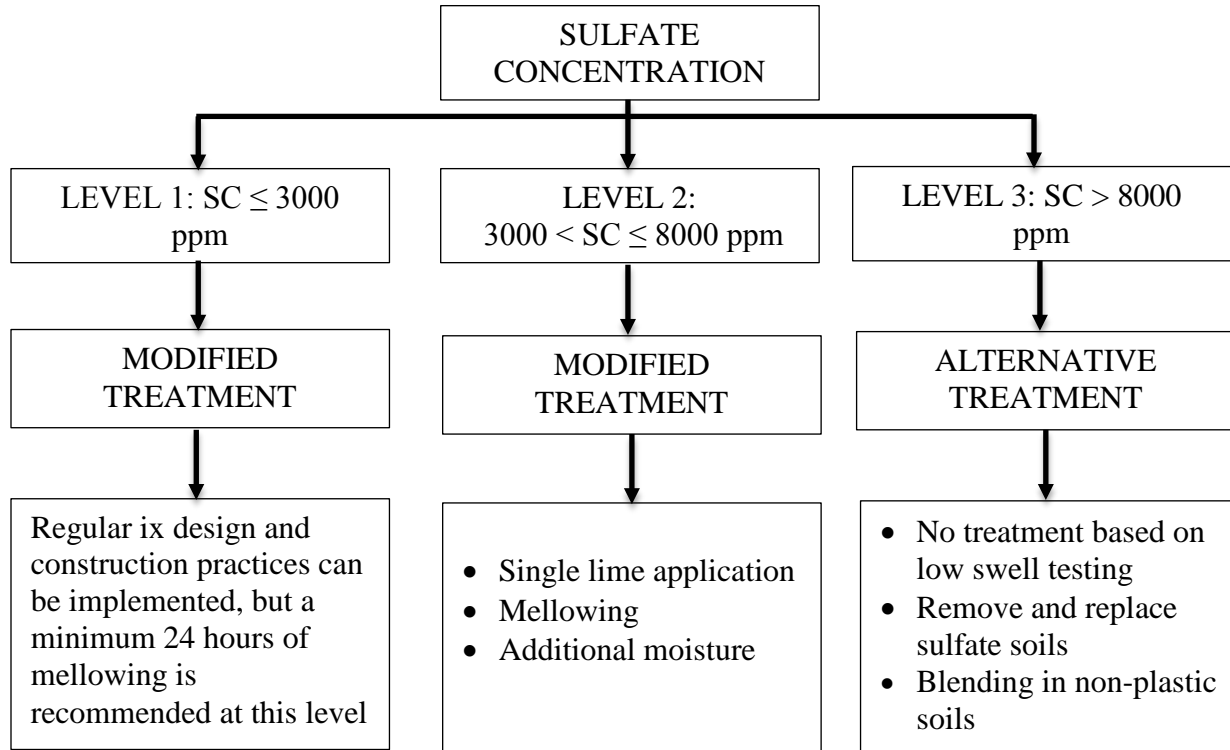 SULFATE
CONCENTRATION
LEVEL 1: SC ≤ 3000
ppm
LEVEL 2:
3000 < SC ≤ 8000 ppm
LEVEL 3: SC > 8000
ppm
MODIFIED
TREATMENT
MODIFIED
TREATMENT
ALTERNATIVE
TREATMENT
Regular ix design and
construction practices can
be implemented, but a
minimum 24 hours of
mellowing is
recommended at this level
• Single lime application
• Mellowing
• Additional moisture
• No treatment based on
low swell testing
• Remove and replace
sulfate soils
• Blending in non-plastic
soils